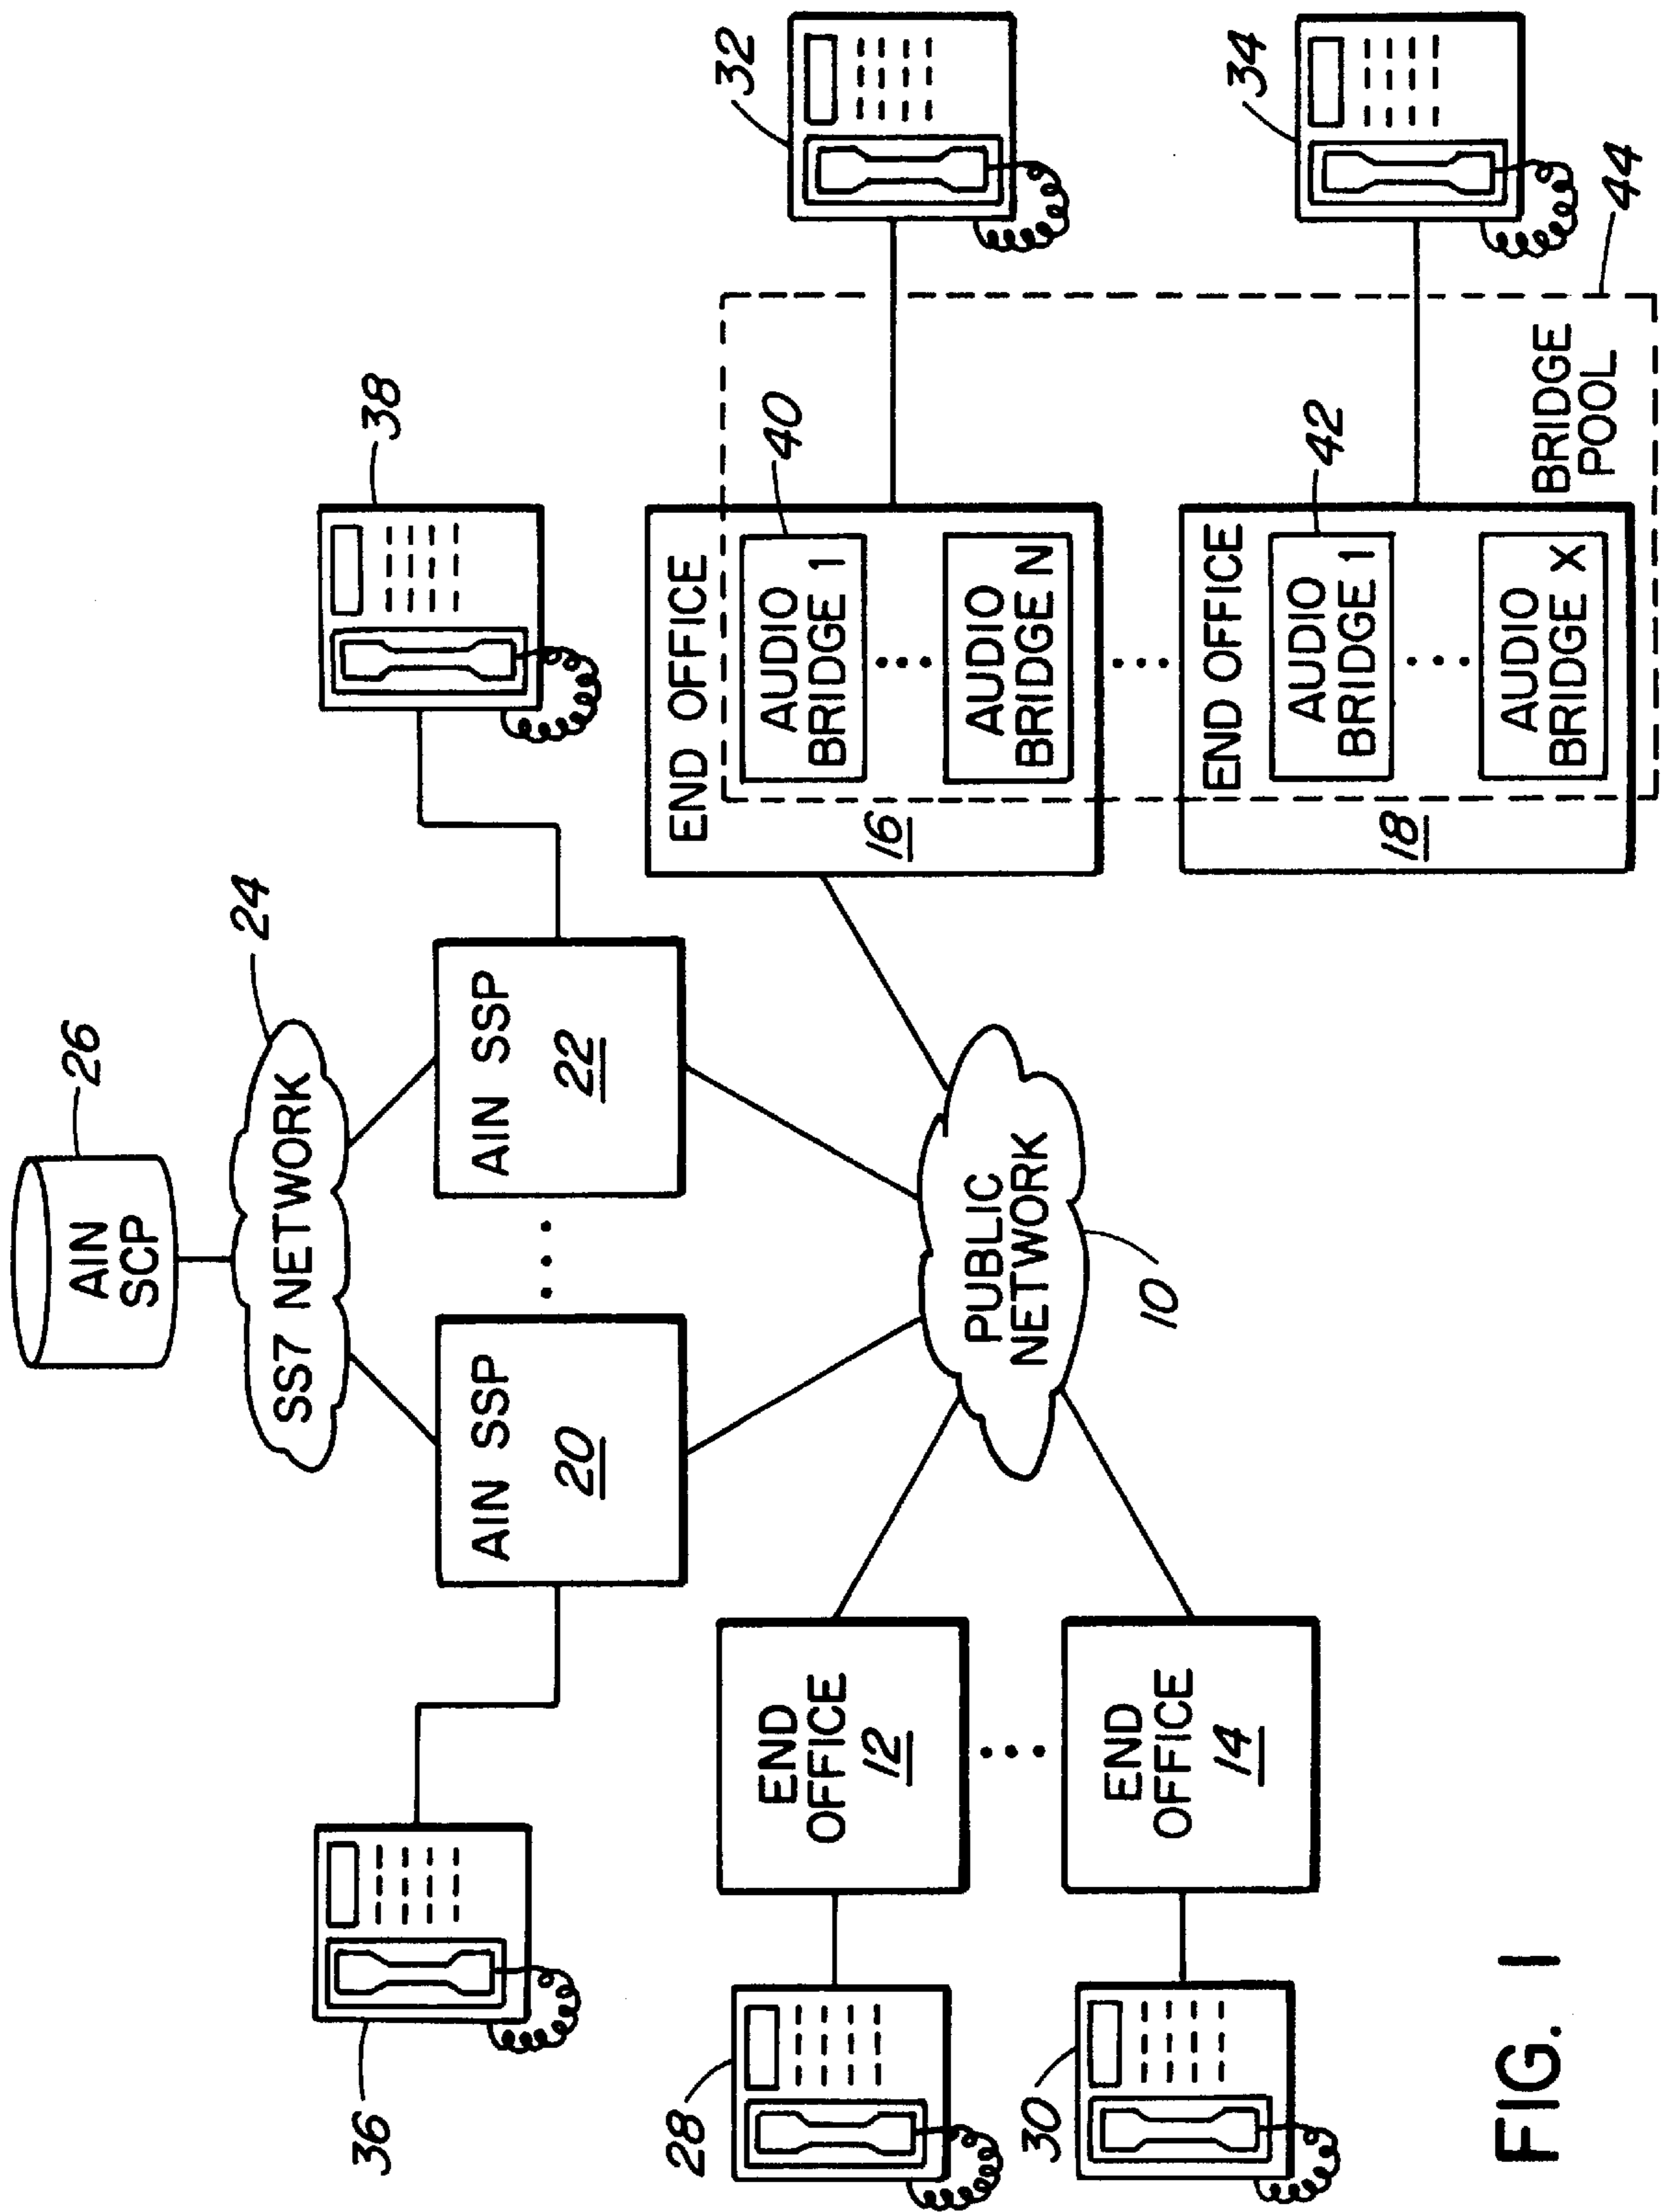 26
AIN
SCP
24
SS7 NETWORK
36
38
AIN SSP
20
AIN SSP
22
28
END
OFFICE
12
30
END
OFFICE
14
PUBLIC
NETWORK
10
END OFFICE
16
AUDIO
BRIDGE 1
40
AUDIO
BRIDGE N
32
END OFFICE
18
AUDIO
BRIDGE 1
42
AUDIO
BRIDGE X
34
BRIDGE
POOL
44
FIG. 1